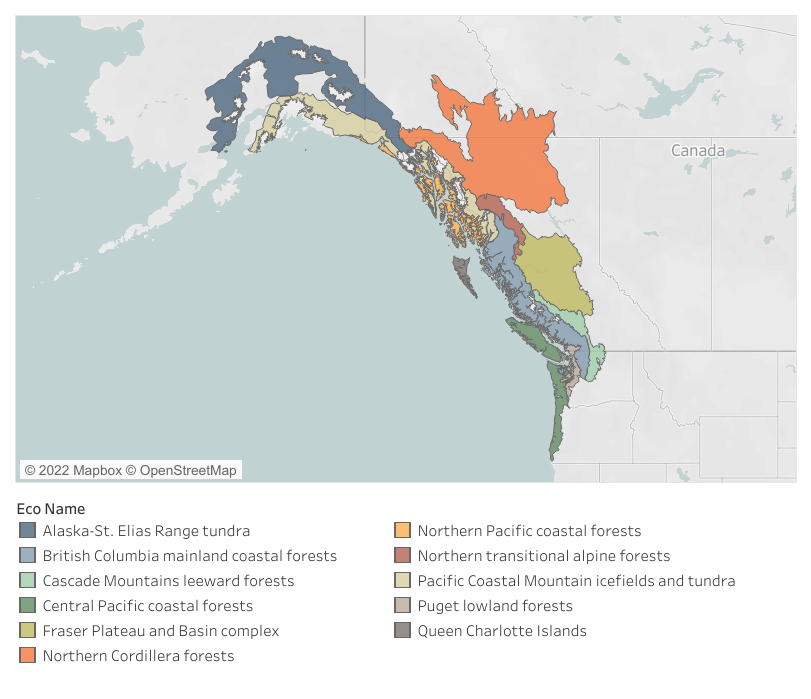 Canada
© 2022 Mapbox © OpenStreetMap
Eco Name
Alaska-St. Elias Range tundra
British Columbia mainland coastal forests
Cascade Mountains leeward forests
Central Pacific coastal forests
Fraser Plateau and Basin complex
Northern Cordillera forests
Northern Pacific coastal forests
Northern transitional alpine forests
Pacific Coastal Mountain icefields and tundra
Puget lowland forests
Queen Charlotte Islands